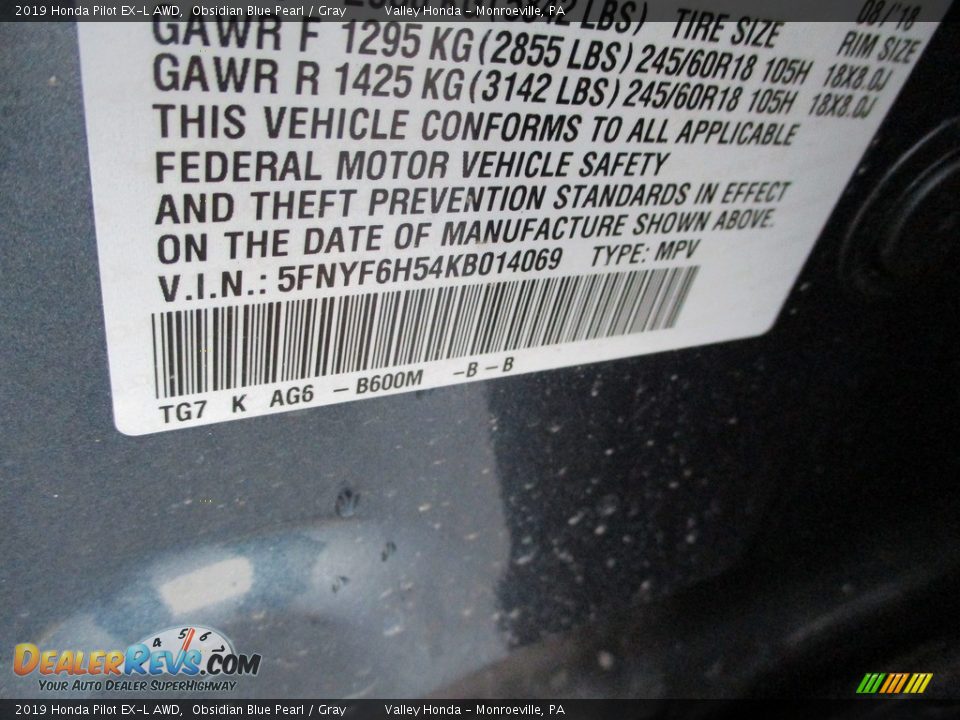 2019 Honda Pilot EX-L AWD, Obsidian Blue Pearl / Gray Valley Honda - Monroeville, PA
LBS) TIRE SIZE 08/'18
RIM SIZE
GAWR F 1295 KG (2855 LBS) 245/60R18 105H 18X8.0J
GAWR R 1425 KG (3142 LBS) 245/60R18 105H 18X8.0J
THIS VEHICLE CONFORMS TO ALL APPLICABLE
FEDERAL MOTOR VEHICLE SAFETY
AND THEFT PREVENTION STANDARDS IN EFFECT
ON THE DATE OF MANUFACTURE SHOWN ABOVE.
V.I.N.: 5FNYF6H54KB014069 TYPE: MPV
TG7 K AG6 - B600M - B - B
4 5 6
DEALERREVS.COM
YOUR AUTO DEALER SUPERHIGHWAY
2019 Honda Pilot EX-L AWD, Obsidian Blue Pearl / Gray Valley Honda - Monroeville, PA